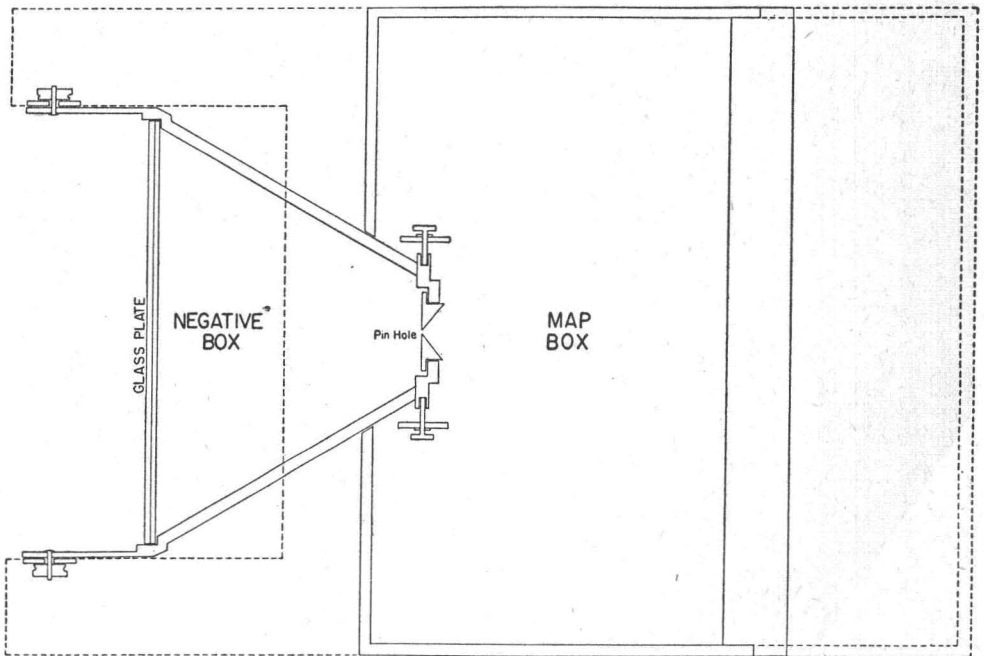 GLASS PLATE
NEGATIVE
BOX
Pin Hole
MAP
BOX